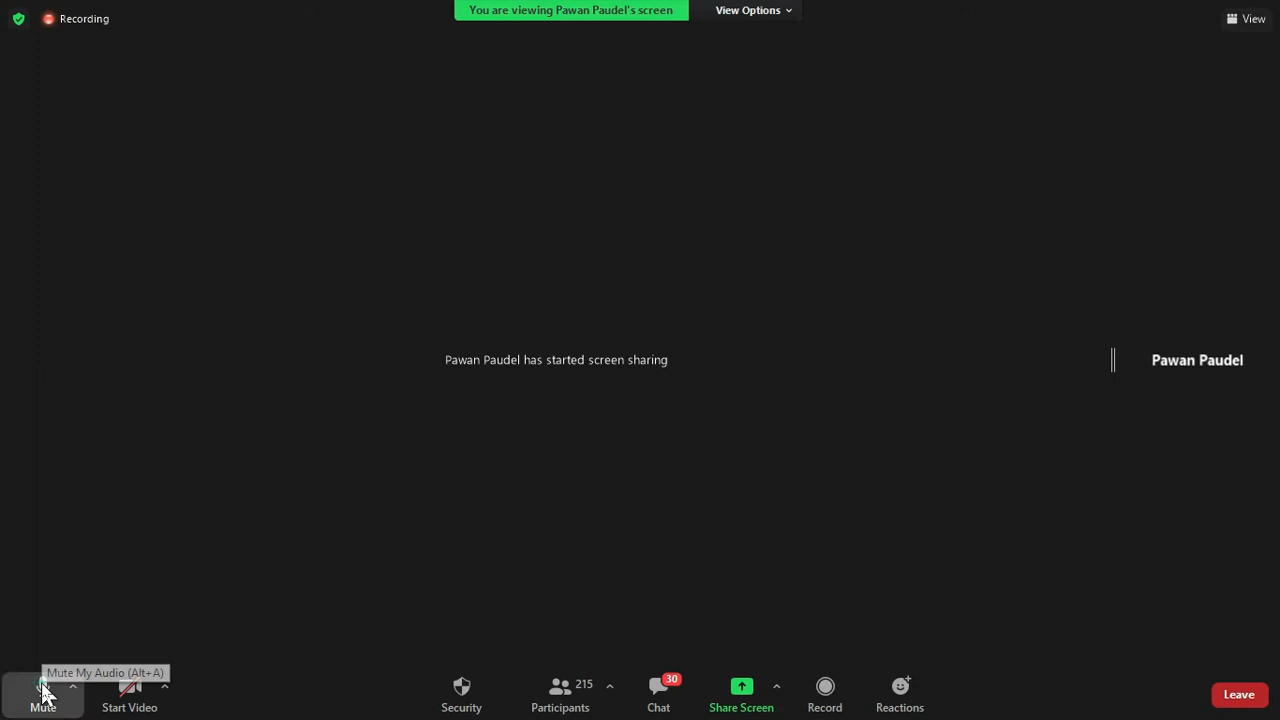 Recording
You are viewing Pawan Paudel's screen
View Options
View
Pawan Paudel has started screen sharing
Pawan Paudel
Mute My Audio (Alt+A)
Mute
Start Video
Security
215
Participants
30
Chat
Share Screen
Record
Reactions
Leave